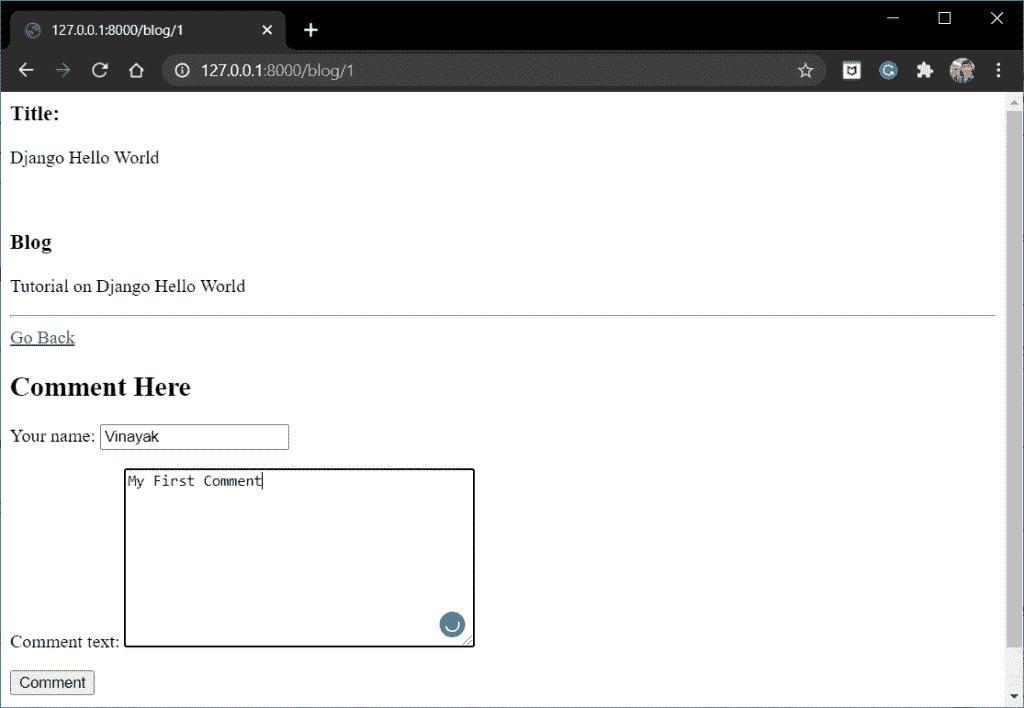 127.0.0.1:8000/blog/1
127.0.0.1:8000/blog/1
Title:
Django Hello World
Blog
Tutorial on Django Hello World
Go Back
Comment Here
Your name: Vinayak
My First Comment
Comment text:
Comment